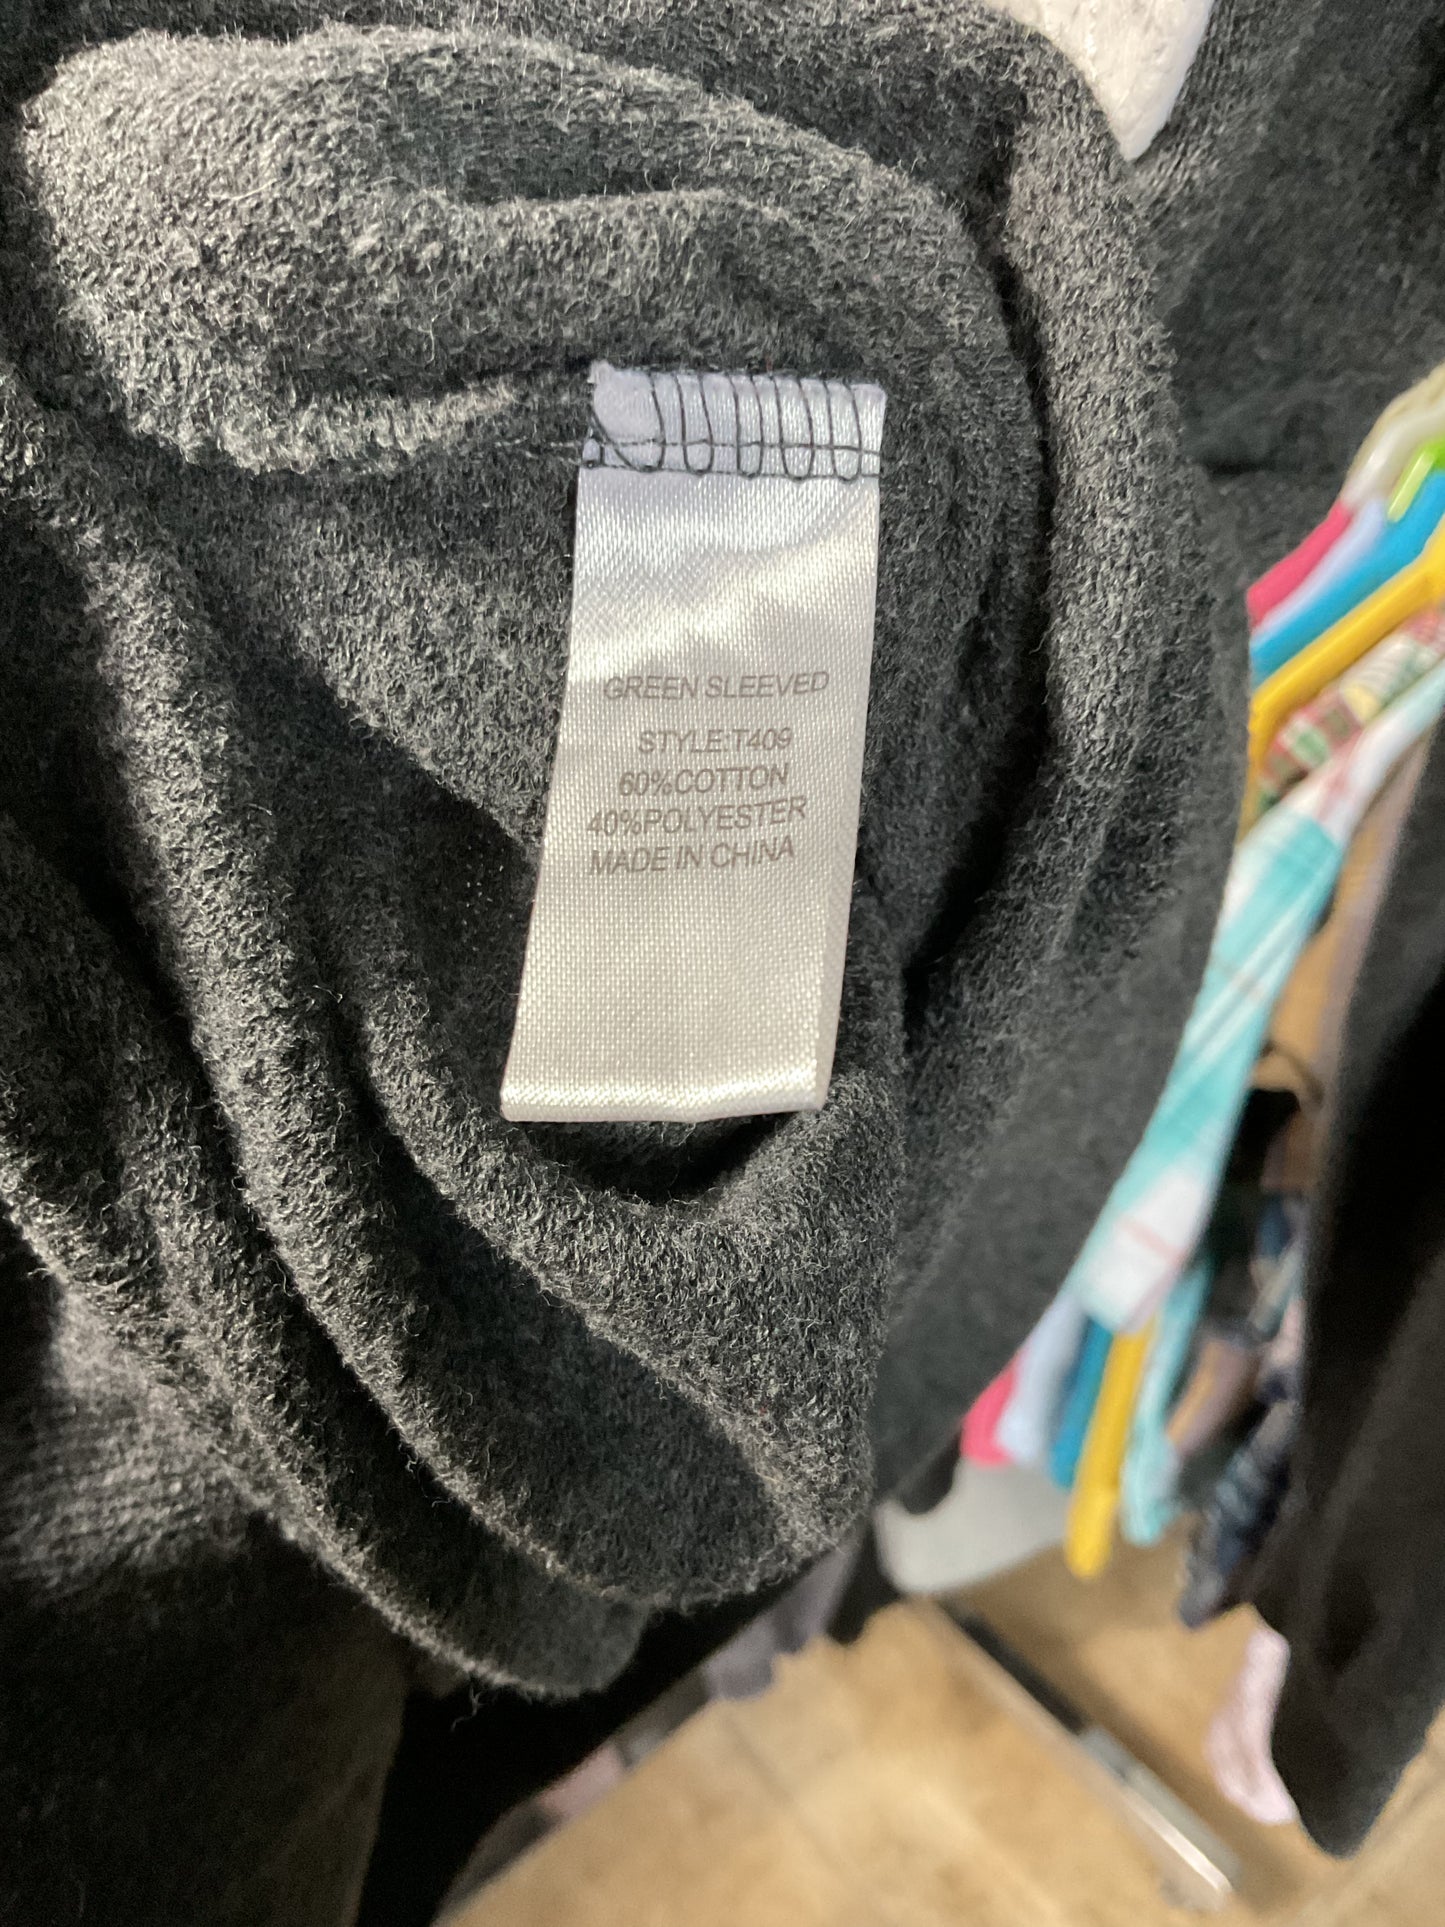 GREEN SLEEVED
STYLE:T409
60%COTTON
40%POLYESTER
MADE IN CHINA